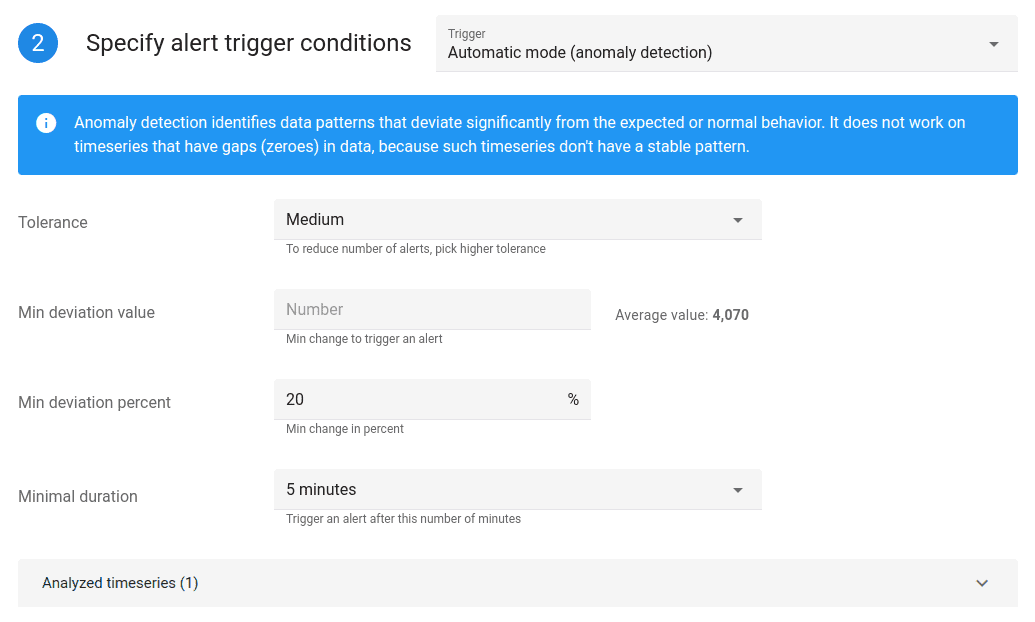 2
Specify alert trigger conditions
Trigger
Automatic mode (anomaly detection)
Anomaly detection identifies data patterns that deviate significantly from the expected or normal behavior. It does not work on
timeseries that have gaps (zeroes) in data, because such timeseries don't have a stable pattern.
Tolerance
Medium
To reduce number of alerts, pick higher tolerance
Min deviation value
Number
Average value: 4,070
Min change to trigger an alert
Min deviation percent
20 %
Min change in percent
Minimal duration
5 minutes
Trigger an alert after this number of minutes
Analyzed timeseries (1)